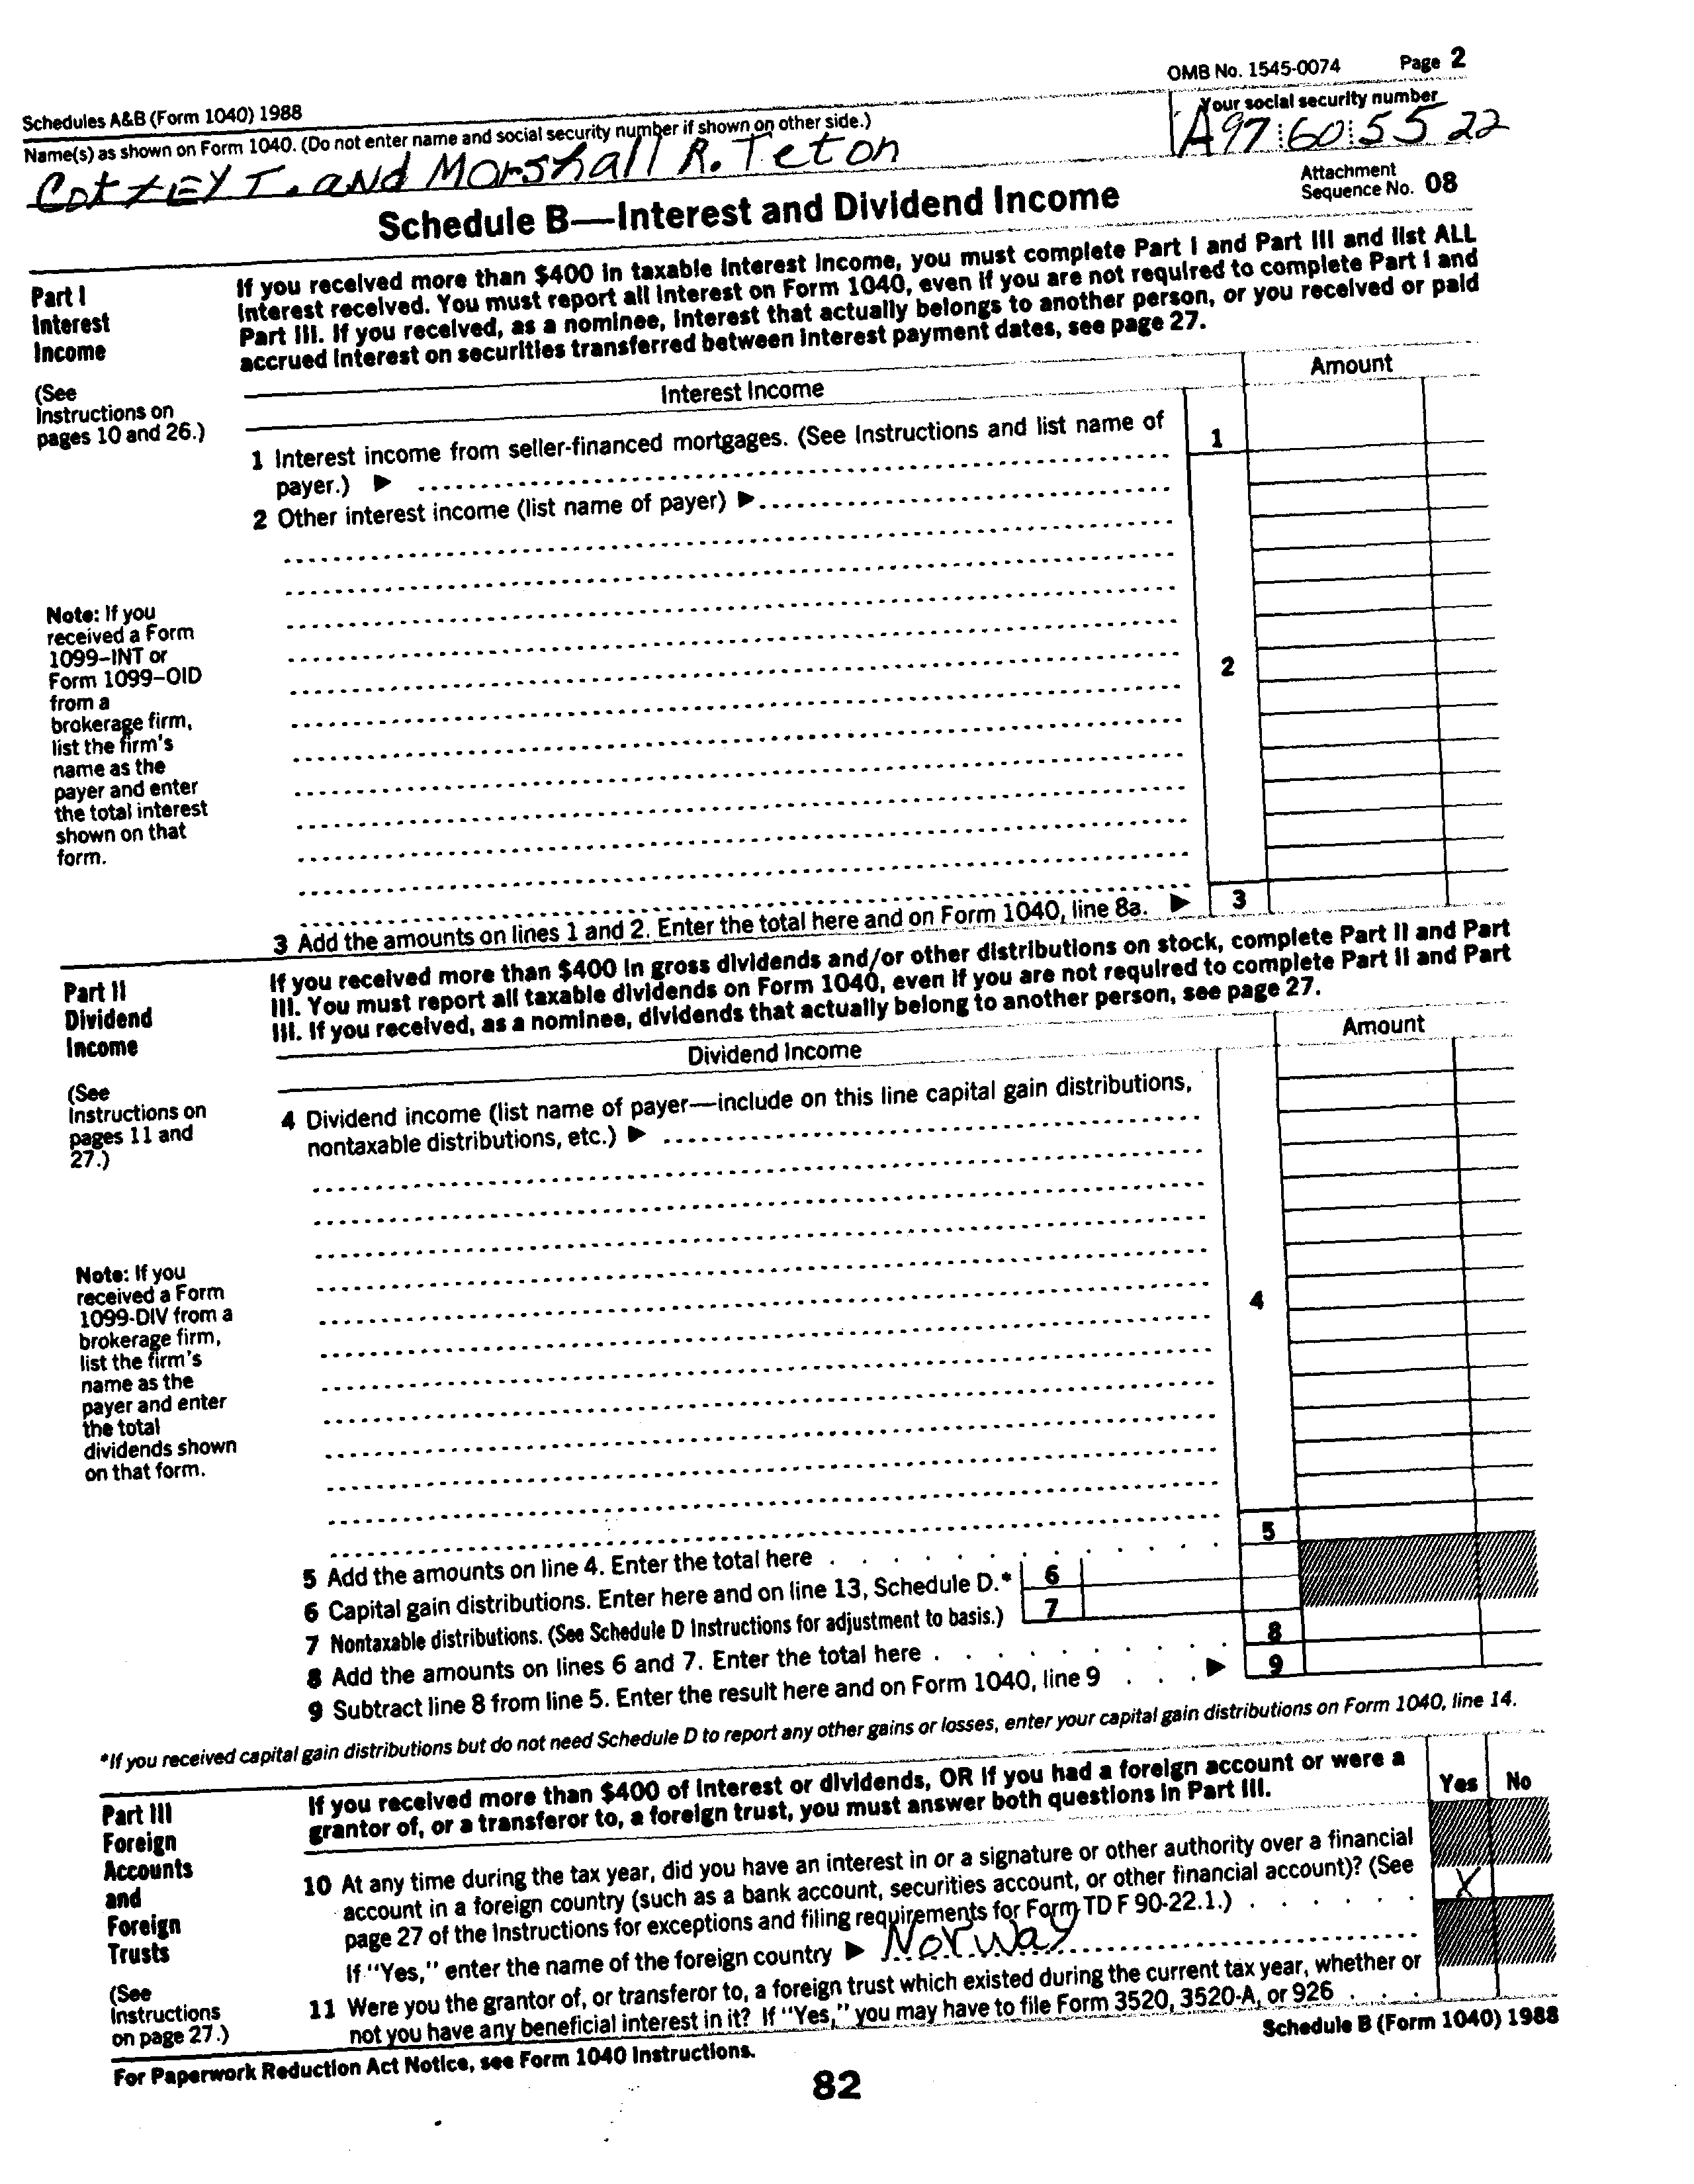 OMB No. 1545-0074 Page 2
Schedules A&B (Form 1040) 1988
Name(s) as shown on Form 1040. (Do not enter name and social security number if shown on other side.)
Your social security number
T. and Marshall R. Teton
A97 60 55 22
Attachment
Sequence No. 08
Schedule B—Interest and Dividend Income
Part I
Interest
Income
(See
Instructions on
pages 10 and 26.)
If you received more than $400 in taxable interest income, you must complete Part I and Part III and list ALL
interest received. You must report all interest on Form 1040, even if you are not required to complete Part I and
Part III. If you received, as a nominee, interest that actually belongs to another person, or you received or paid
accrued interest on securities transferred between interest payment dates, see page 27.
Interest Income
Amount
1 Interest income from seller-financed mortgages. (See Instructions and list name of
payer.) ▶
1
2 Other interest income (list name of payer) ▶
2
Note: If you
received a Form
1099–INT or
Form 1099–OID
from a
brokerage firm,
list the firm's
name as the
payer and enter
the total interest
shown on that
form.
3 Add the amounts on lines 1 and 2. Enter the total here and on Form 1040, line 8a. ▶ 3
Part II
Dividend
Income
(See
Instructions on
pages 11 and
27.)
If you received more than $400 in gross dividends and/or other distributions on stock, complete Part II and Part
III. You must report all taxable dividends on Form 1040, even if you are not required to complete Part II and Part
III. If you received, as a nominee, dividends that actually belong to another person, see page 27.
Dividend Income
Amount
4 Dividend income (list name of payer—include on this line capital gain distributions,
nontaxable distributions, etc.) ▶
4
Note: If you
received a Form
1099-DIV from a
brokerage firm,
list the firm's
name as the
payer and enter
the total
dividends shown
on that form.
5 Add the amounts on line 4. Enter the total here 5
6 Capital gain distributions. Enter here and on line 13, Schedule D.* 6
7 Nontaxable distributions. (See Schedule D Instructions for adjustment to basis.) 7
8 Add the amounts on lines 6 and 7. Enter the total here 8
9 Subtract line 8 from line 5. Enter the result here and on Form 1040, line 9 ▶ 9
*If you received capital gain distributions but do not need Schedule D to report any other gains or losses, enter your capital gain distributions on Form 1040, line 14.
Part III
Foreign
Accounts
and
Foreign
Trusts
(See
Instructions
on page 27.)
If you received more than $400 of interest or dividends, OR if you had a foreign account or were a
grantor of, or a transferor to, a foreign trust, you must answer both questions in Part III.
Yes No
10 At any time during the tax year, did you have an interest in or a signature or other authority over a financial
account in a foreign country (such as a bank account, securities account, or other financial account)? (See
page 27 of the Instructions for exceptions and filing requirements for Form TD F 90-22.1.)
X
If "Yes," enter the name of the foreign country ▶ Norway
11 Were you the grantor of, or transferor to, a foreign trust which existed during the current tax year, whether or
not you have any beneficial interest in it? If "Yes," you may have to file Form 3520, 3520-A, or 926
For Paperwork Reduction Act Notice, see Form 1040 Instructions.
Schedule B (Form 1040) 1988
82